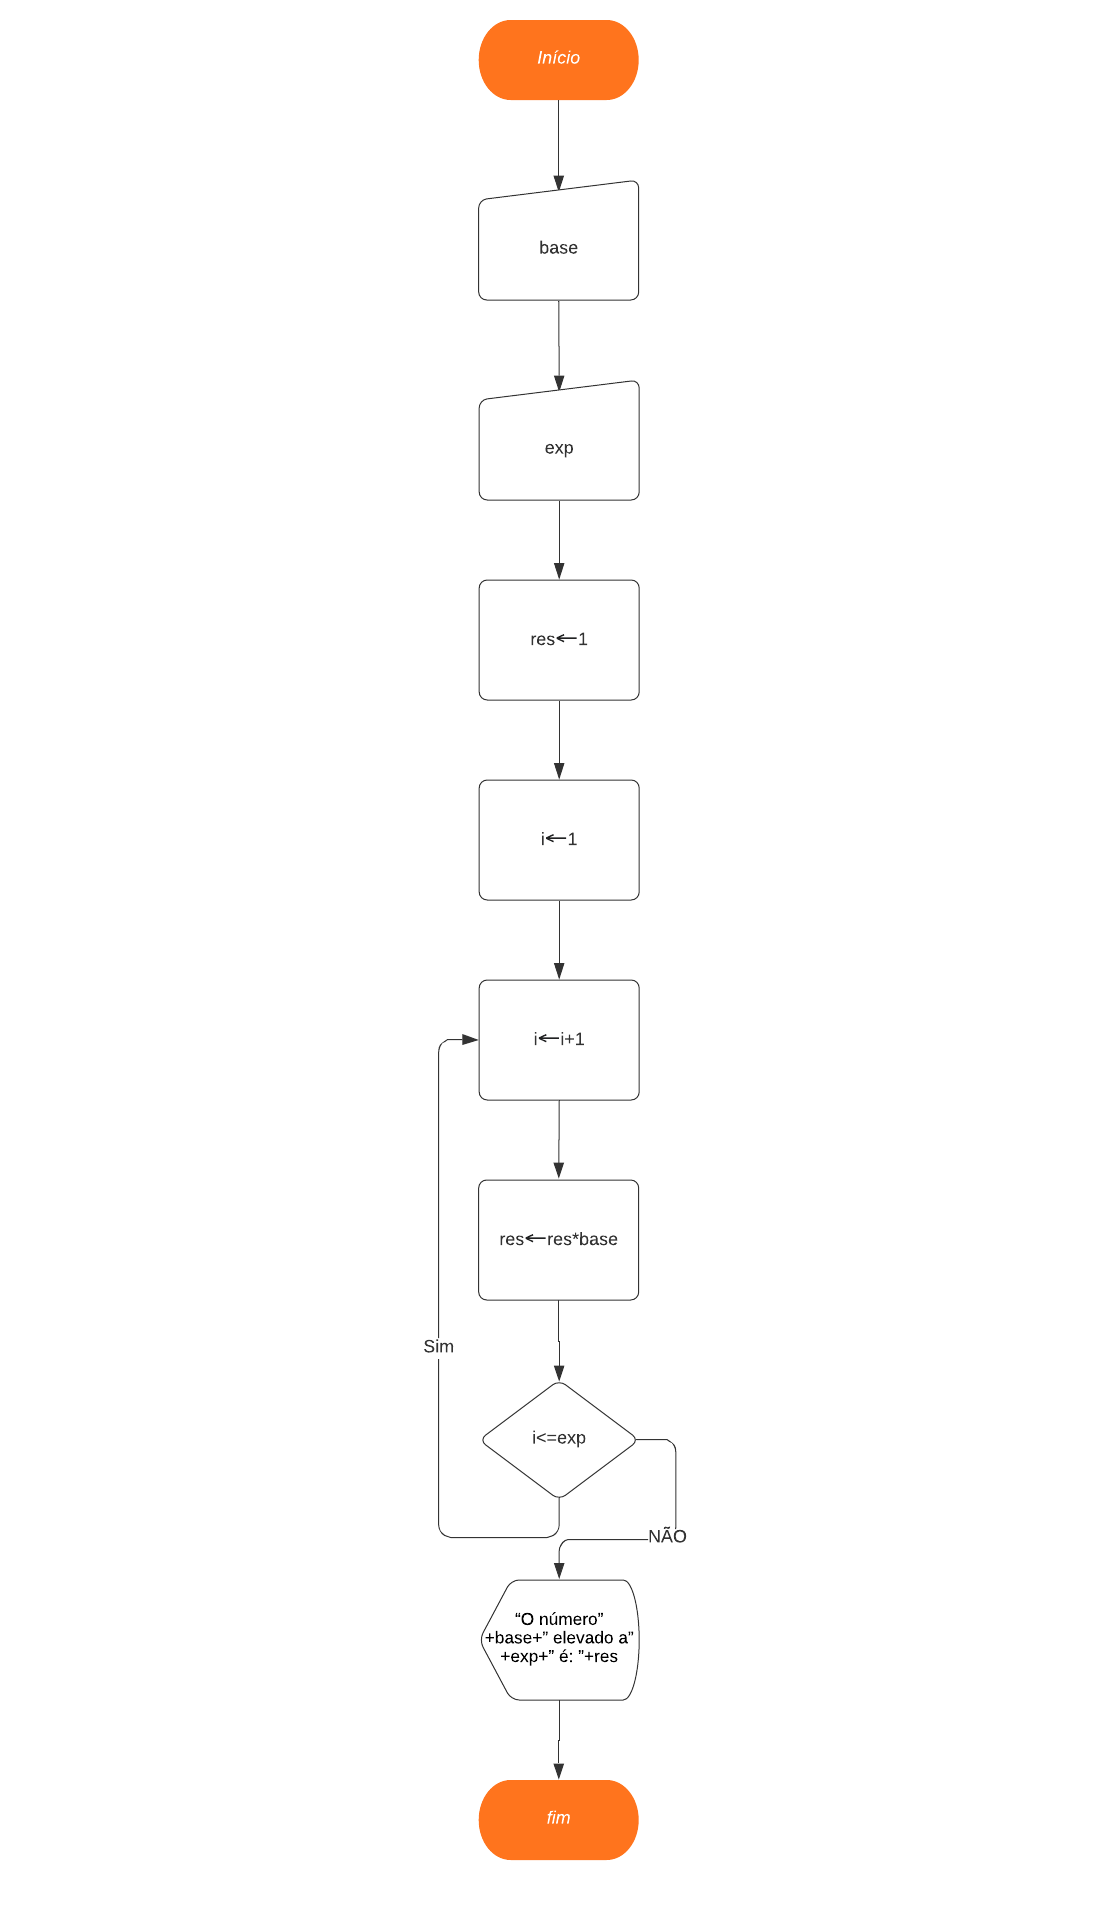 Início
base
exp
res←1
i←1
i←i+1
res←res*base
Sim
i<=exp
NÃO
“O número”
+base+” elevado a”
+exp+” é: ”+res
fim